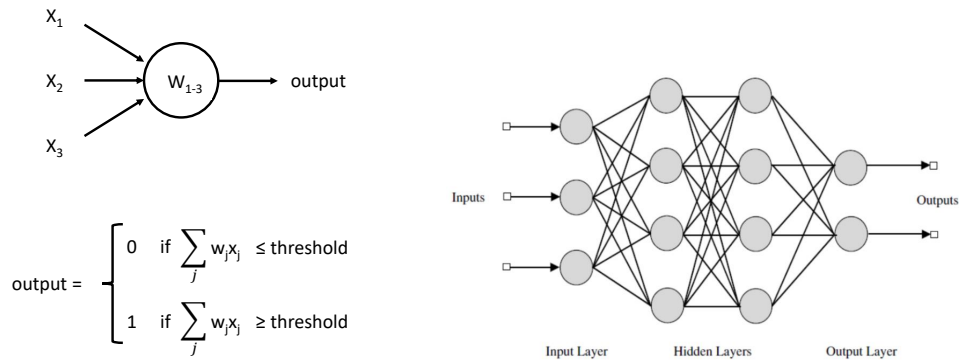 X₁
X₂
X₃
W₁₋₃
output
output =
0 if ∑ wⱼxⱼ ≤ threshold
j
1 if ∑ wⱼxⱼ ≥ threshold
j
Inputs
Outputs
Input Layer
Hidden Layers
Output Layer